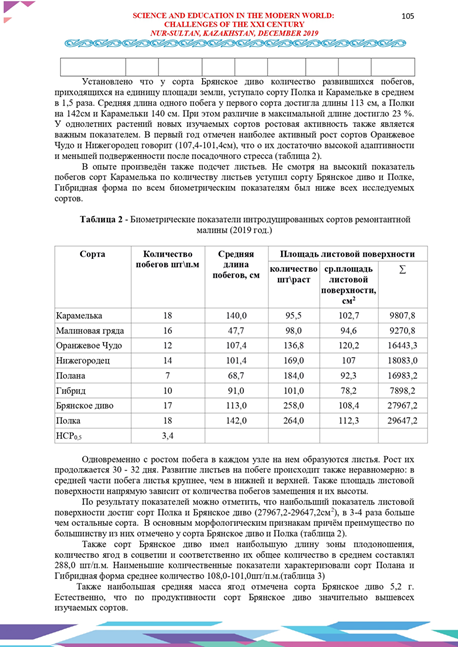 SCIENCE AND EDUCATION IN THE MODERN WORLD:
105
CHALLENGES OF THE XXI CENTURY
NUR-SULTAN, KAZAKHSTAN, DECEMBER 2019
Установлено что у сорта Брянское диво количество развившихся побегов,
приходящихся на единицу площади земли, уступало сорту Полка и Карамельке в среднем
в 1,5 раза. Средняя длина одного побега у первого сорта достигла длины 113 см, а Полки
на 142см и Карамельки 140 см. При этом различие в максимальной длине достигло 23 %.
У однолетних растений новых изучаемых сортов ростовая активность также является
важным показателем. В первый год отмечен наиболее активный рост сортов Оранжевое
Чудо и Нижегородец говорит (107,4-101,4см), что о их достаточно высокой адаптивности
и меньшей подверженности после посадочного стресса (таблица 2).
В опыте произведён также подсчет листьев. Не смотря на высокий показатель
побегов сорт Карамелька по количеству листьев уступил сорту Брянское диво и Полке,
Гибридная форма по всем биометрическим показателям был ниже всех исследуемых
сортов.
Таблица 2 - Биометрические показатели интродуцированных сортов ремонтантной
малины (2019 год.)
Сорта
Количество побегов шт\п.м
Средняя длина побегов, см
Площадь листовой поверхности
количество шт\раст
ср.площадь листовой поверхности, см²
∑
Карамелька 18 140,0 95,5 102,7 9807,8
Малиновая гряда 16 47,7 98,0 94,6 9270,8
Оранжевое Чудо 12 107,4 136,8 120,2 16443,3
Нижегородец 14 101,4 169,0 107 18083,0
Полана 7 68,7 184,0 92,3 16983,2
Гибрид 10 91,0 101,0 78,2 7898,2
Брянское диво 17 113,0 258,0 108,4 27967,2
Полка 18 142,0 264,0 112,3 29647,2
НСР₀,₅ 3,4
Одновременно с ростом побега в каждом узле на нем образуются листья. Рост их
продолжается 30 - 32 дня. Развитие листьев на побеге происходит также неравномерно: в
средней части побега листья крупнее, чем в нижней и верхней. Также площадь листовой
поверхности напрямую зависит от количества побегов замещения и их высоты.
По результату показателей можно отметить, что наибольший показатель листовой
поверхности достиг сорт Полка и Брянское диво (27967,2-29647,2см²), в 3-4 раза больше
чем остальные сорта. В основным морфологическим признакам причём преимущество по
большинству из них отмечено у сорта Брянское диво и Полка (таблица 2).
Также сорт Брянское диво имел наибольшую длину зоны плодоношения,
количество ягод в соцветии и соответственно их общее количество в среднем составлял
288,0 шт/п.м. Наименьшие количественные показатели характеризовали сорт Полана и
Гибридная форма среднее количество 108,0-101,0шт/п.м.(таблица 3)
Также наибольшая средняя масса ягод отмечена сорта Брянское диво 5,2 г.
Естественно, что по продуктивности сорт Брянское диво значительно вышевсех
изучаемых сортов.